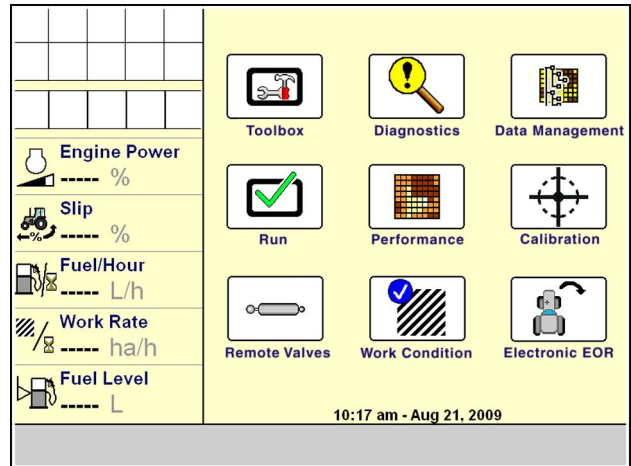 Engine Power
----- %
Slip
%
----- %
Fuel/Hour
----- L/h
Work Rate
----- ha/h
Fuel Level
----- L
Toolbox
Diagnostics
Data Management
Run
Performance
Calibration
Remote Valves
Work Condition
Electronic EOR
10:17 am - Aug 21, 2009